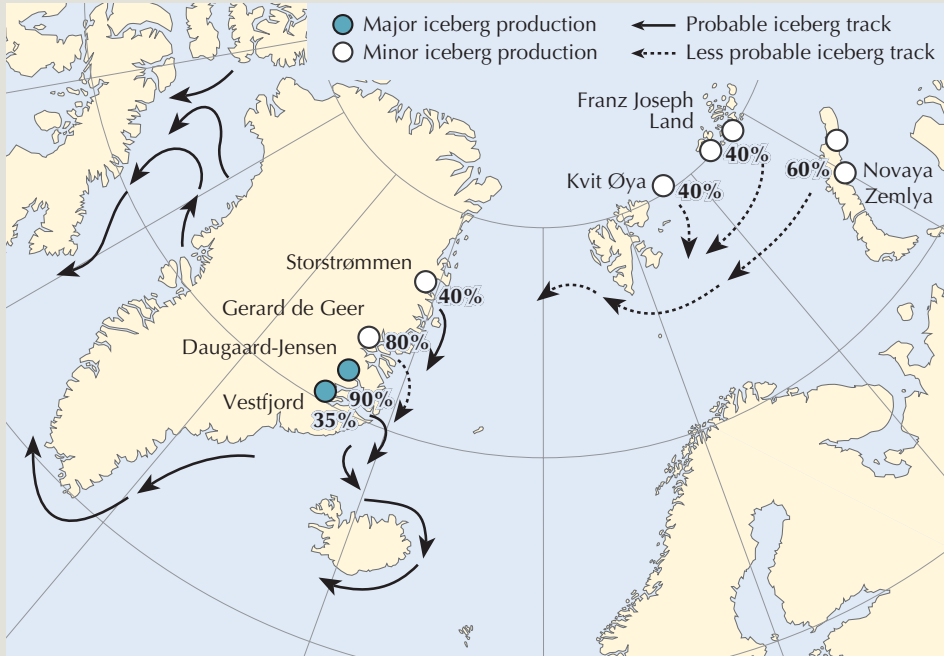 Major iceberg production
Minor iceberg production
Probable iceberg track
Less probable iceberg track
Franz Joseph
Land
40%
Kvit Øya
40%
60%
Novaya
Zemlya
Storstrømmen
40%
Gerard de Geer
80%
Daugaard-Jensen
90%
Vestfjord
35%